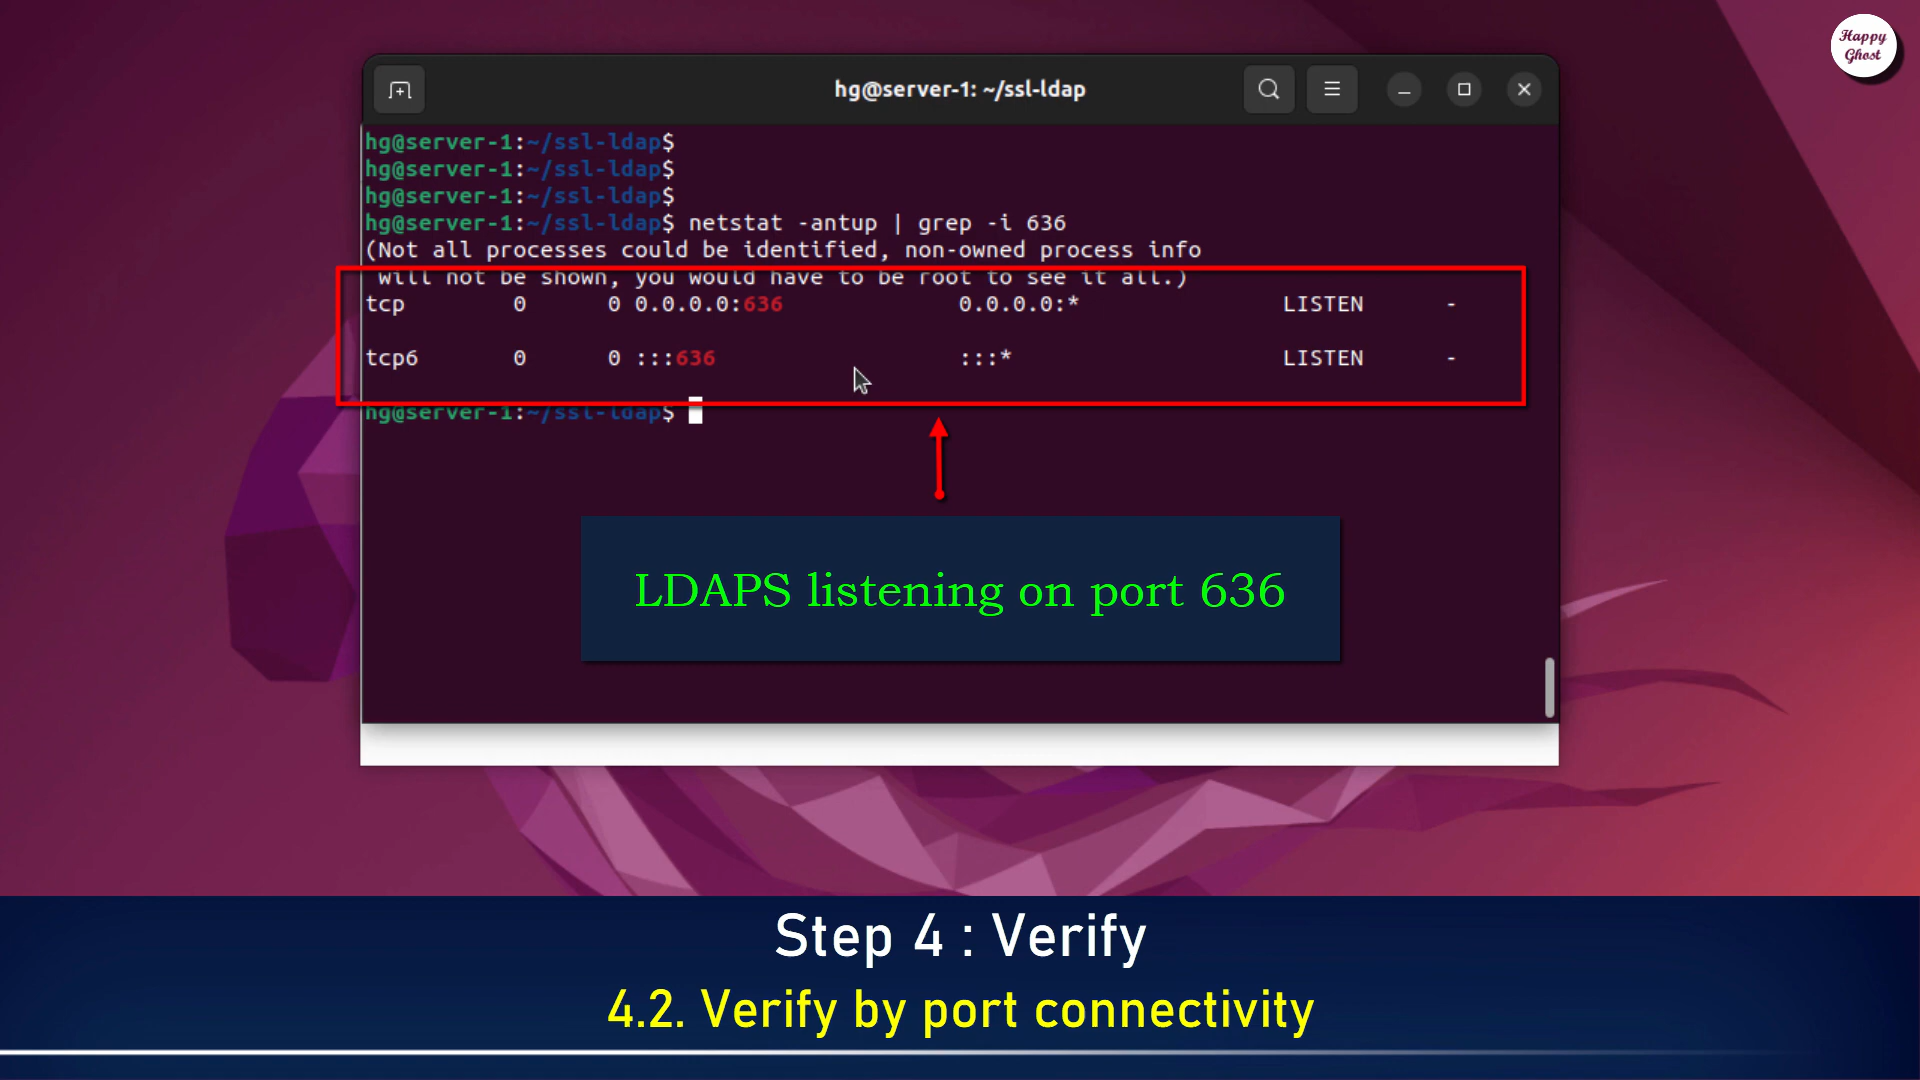 Happy
Ghost
hg@server-1: ~/ssl-ldap
hg@server-1:~/ssl-ldap$
hg@server-1:~/ssl-ldap$
hg@server-1:~/ssl-ldap$
hg@server-1:~/ssl-ldap$ netstat -antup | grep -i 636
(Not all processes could be identified, non-owned process info
will not be shown, you would have to be root to see it all.)
tcp 0 0 0.0.0.0:636 0.0.0.0:* LISTEN -
tcp6 0 0 :::636 :::* LISTEN -
hg@server-1:~/ssl-ldap$
LDAPS listening on port 636
Step 4 : Verify
4.2. Verify by port connectivity